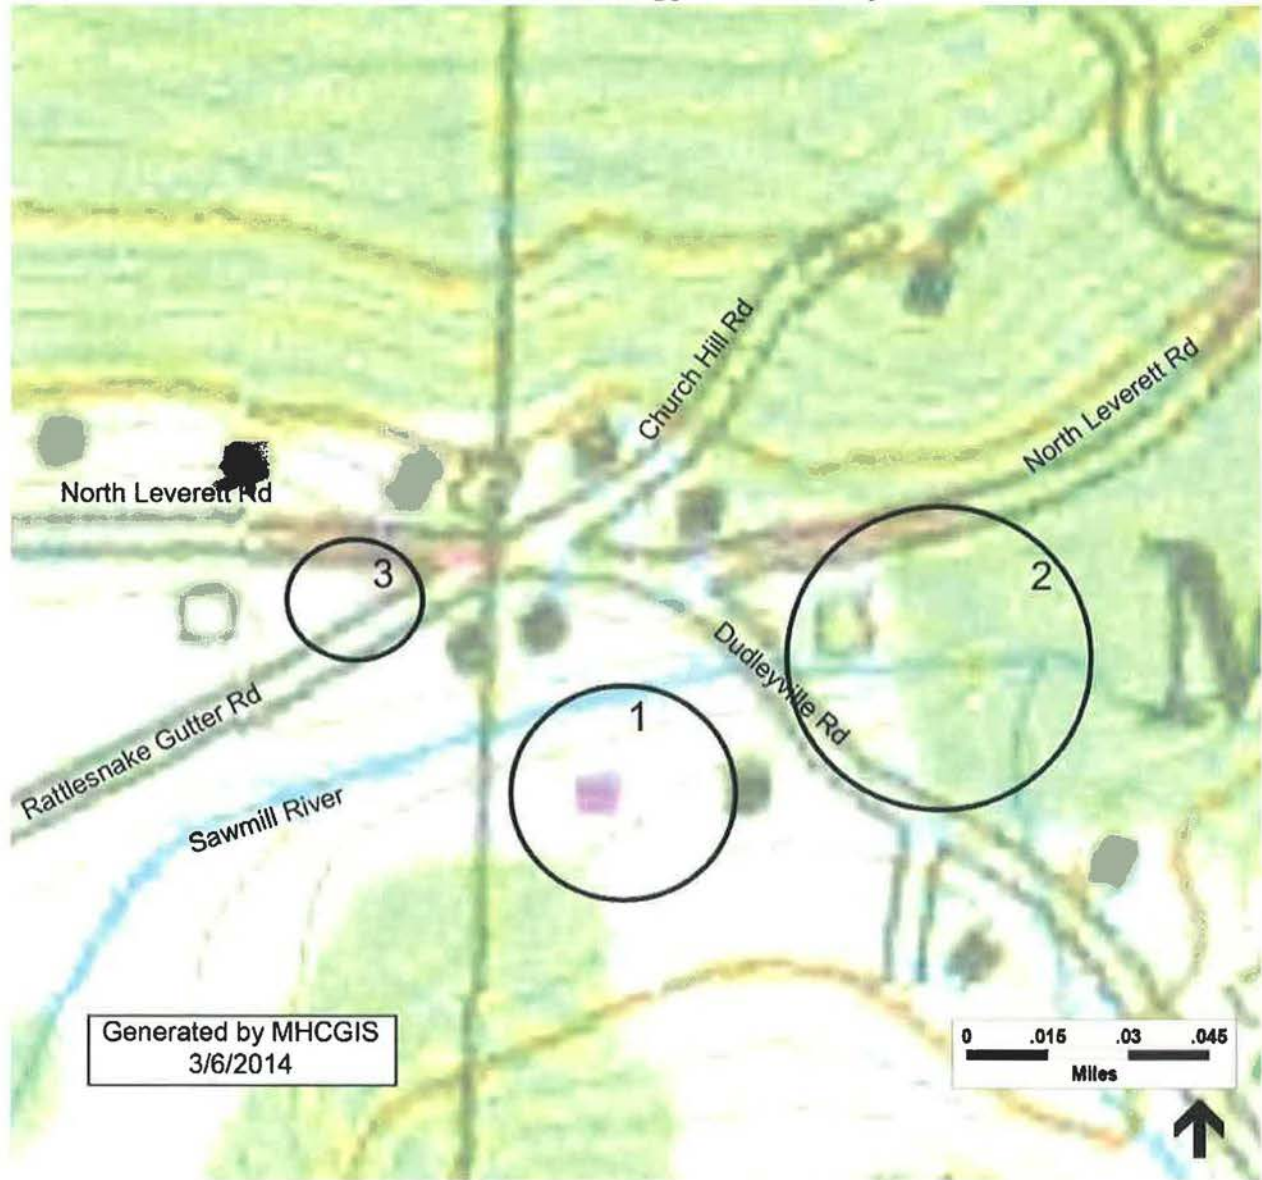 Church Hill Rd
North Leverett Rd
North Leverett Rd
3
2
Dudleyville Rd
1
Rattlesnake Gutter Rd
Sawmill River
Generated by MHCGIS
3/6/2014
0 .015 .03 .045
Miles